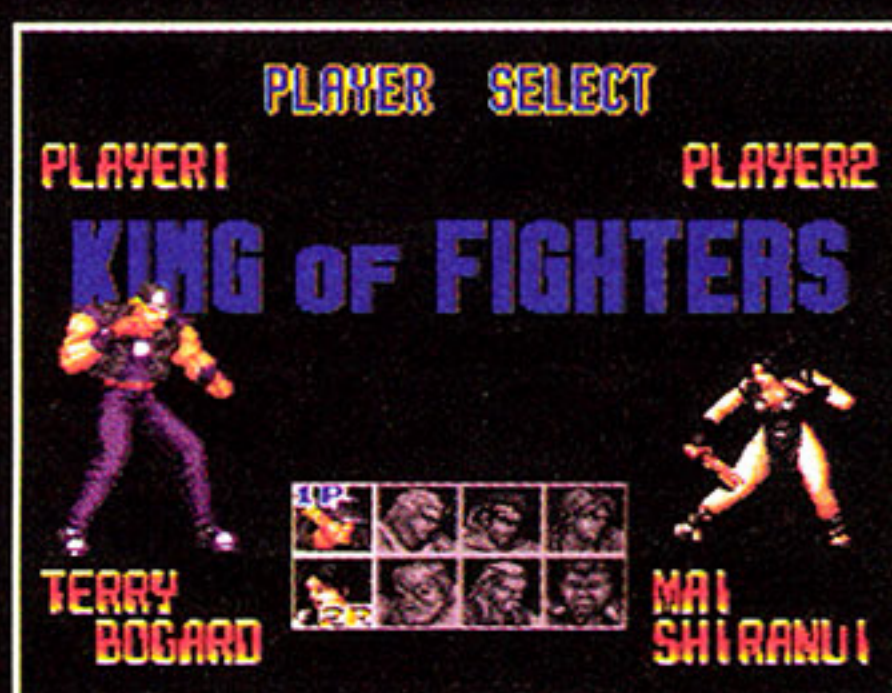 PLAYER SELECT
PLAYER1
PLAYER2
KING OF FIGHTERS
1P
2P
TERRY
BOGARD
MAI
SHIRANUI